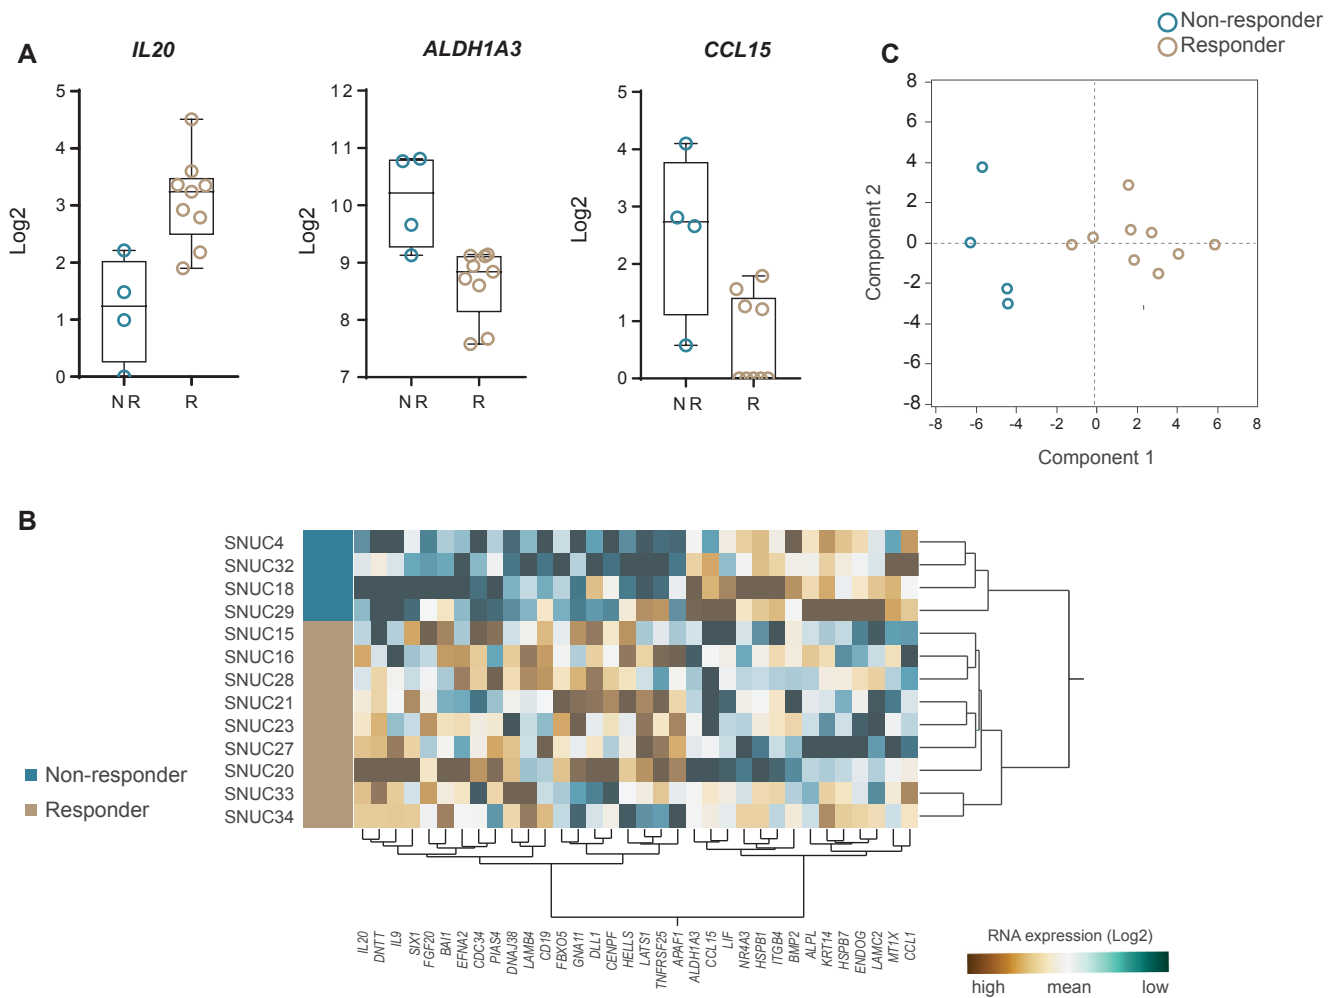 Non-responder
Responder
A
IL20
ALDH1A3
CCL15
C
5
4
3
2
1
0
Log2
NR
R
12
11
10
9
8
7
Log2
NR
R
5
4
3
2
1
0
Log2
NR
R
8
6
4
2
0
-2
-4
-6
-8
Component 2
-8
-6
-4
-2
0
2
4
6
8
Component 1
B
SNUC4
SNUC32
SNUC18
SNUC29
SNUC15
SNUC16
SNUC28
SNUC21
SNUC23
SNUC27
SNUC20
SNUC33
SNUC34
Non-responder
Responder
IL20
DNTT
IL9
SIX1
FGF20
BAI1
EFNA2
CDC34
PIAS4
DNAJ38
LAMB4
CD19
FBXO5
GNA11
DLL1
CENPF
HELLS
LATS1
TNFRSF25
APAF1
ALDH1A3
CCL15
LIF
NR4A3
HSPB1
ITGB4
BMP2
ALPL
KRT14
HSPB7
ENDOG
LAMC2
MT1X
CCL1
RNA expression (Log2)
high mean low